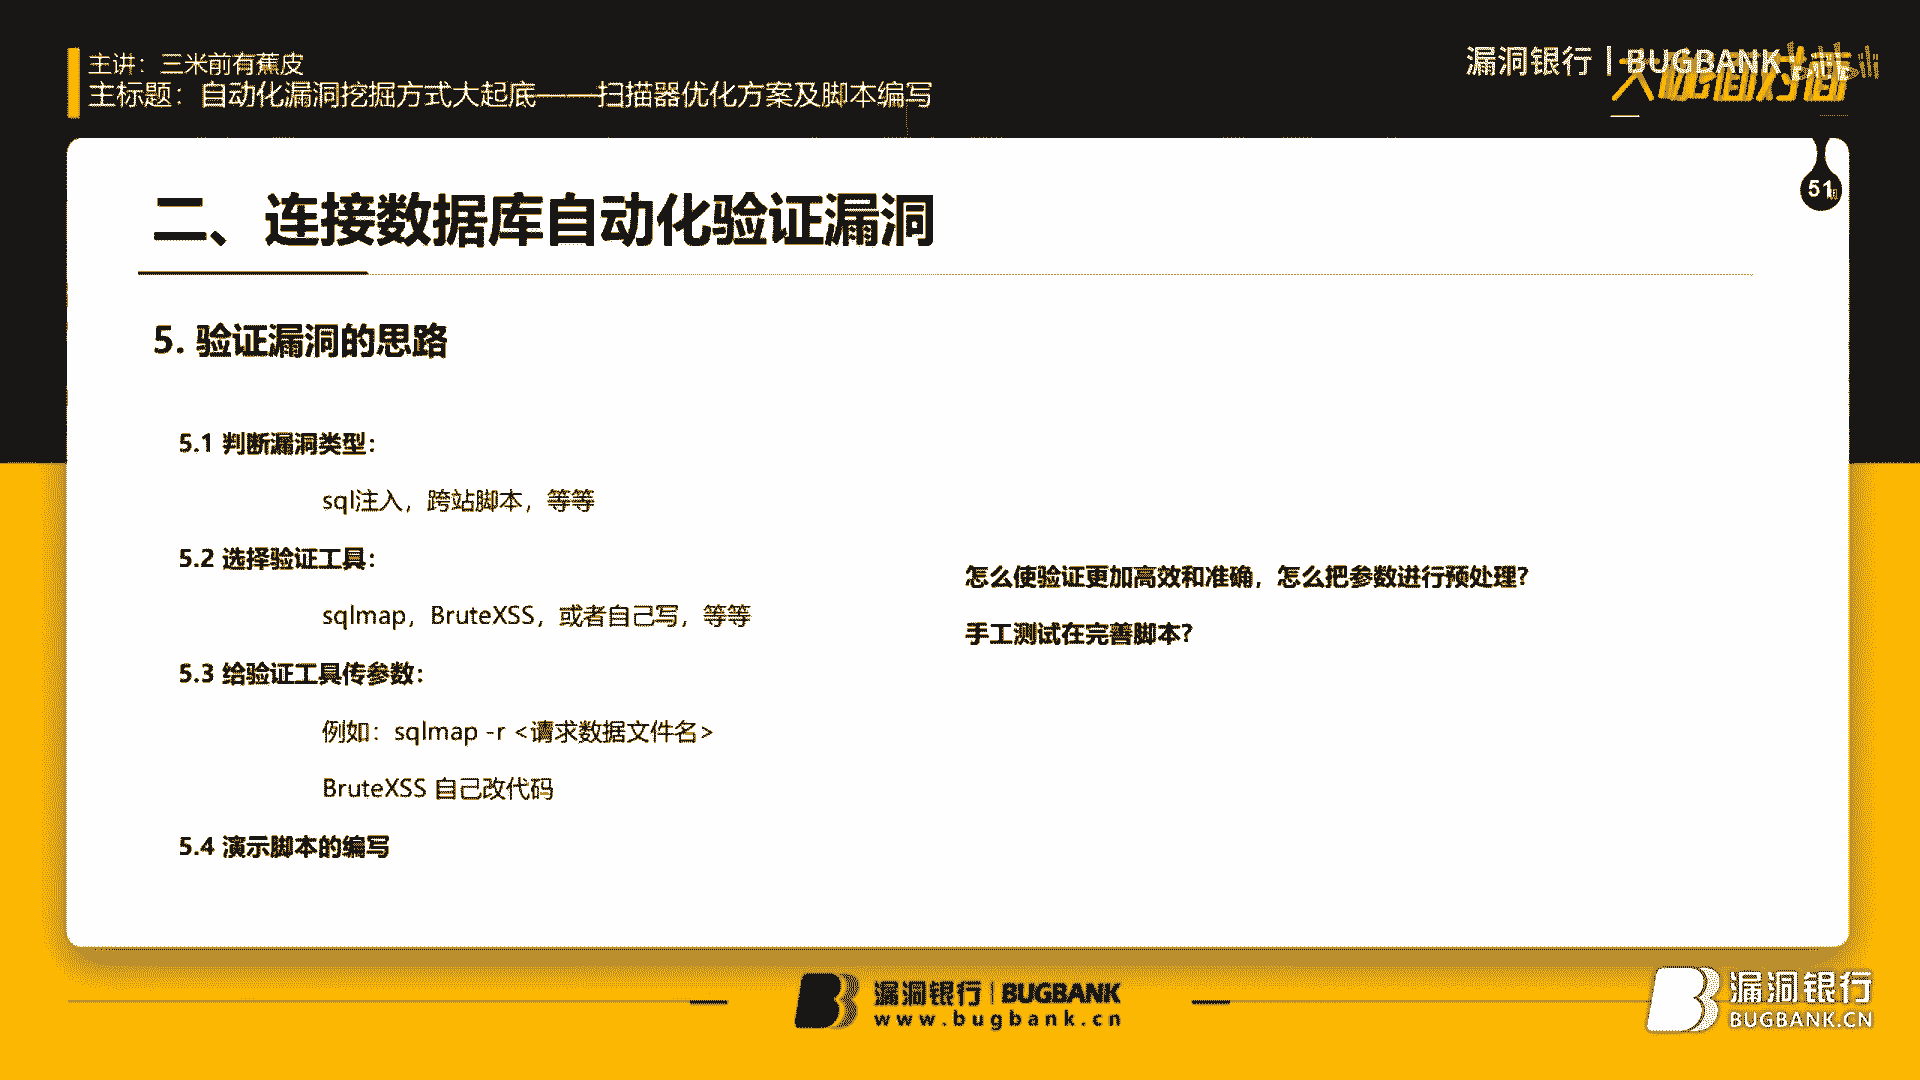 主讲：三米前有蕉皮
主标题：自动化漏洞挖掘方式大起底——扫描器优化方案及脚本编写
漏洞银行 | BUGBANK
大咖面对面
51期
二、连接数据库自动化验证漏洞
5. 验证漏洞的思路
5.1 判断漏洞类型：
sql注入，跨站脚本，等等
5.2 选择验证工具：
sqlmap，BruteXSS，或者自己写，等等
5.3 给验证工具传参数：
例如：sqlmap -r <请求数据文件名>
BruteXSS 自己改代码
5.4 演示脚本的编写
怎么使验证更加高效和准确，怎么把参数进行预处理?
手工测试在完善脚本?
漏洞银行 | BUGBANK
www.bugbank.cn
漏洞银行
BUGBANK.CN